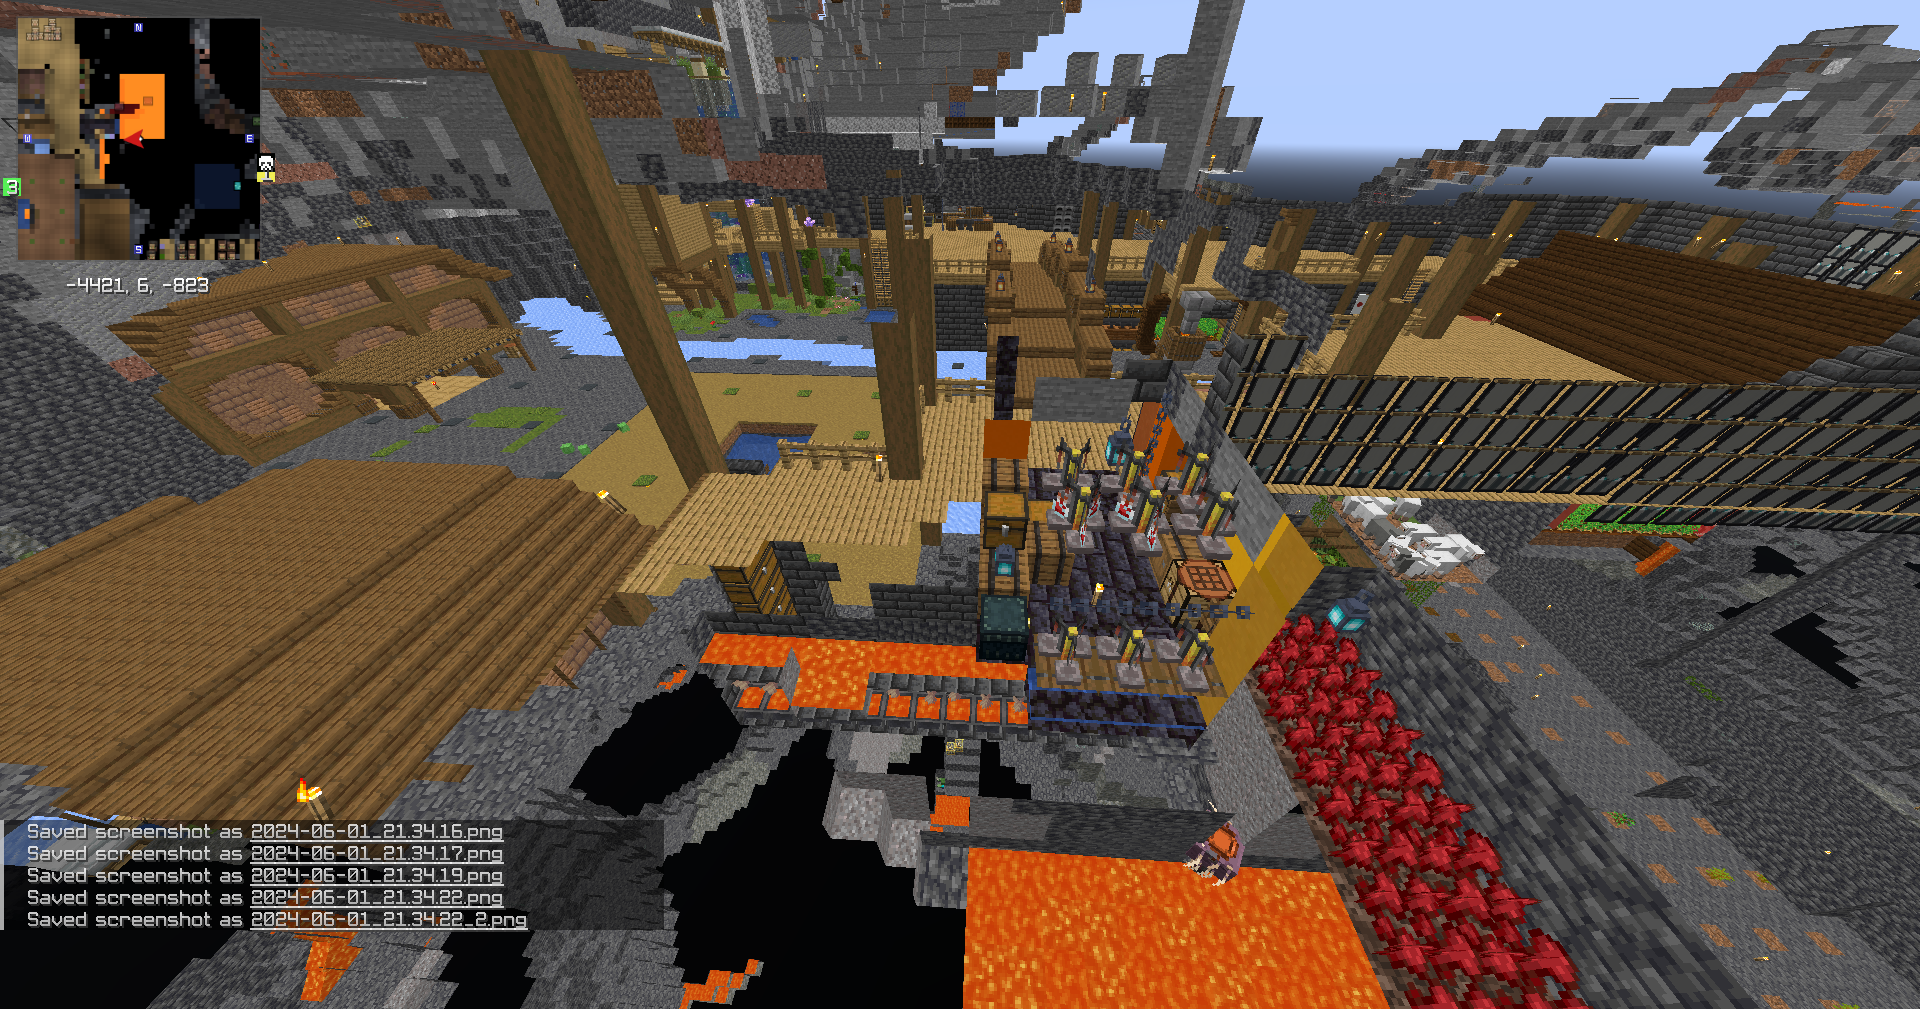 N
W
E
3
S
-4421, 6, -823
Saved screenshot as 2024-06-01_21.34.16.png
Saved screenshot as 2024-06-01_21.34.17.png
Saved screenshot as 2024-06-01_21.34.19.png
Saved screenshot as 2024-06-01_21.34.22.png
Saved screenshot as 2024-06-01_21.34.22_2.png